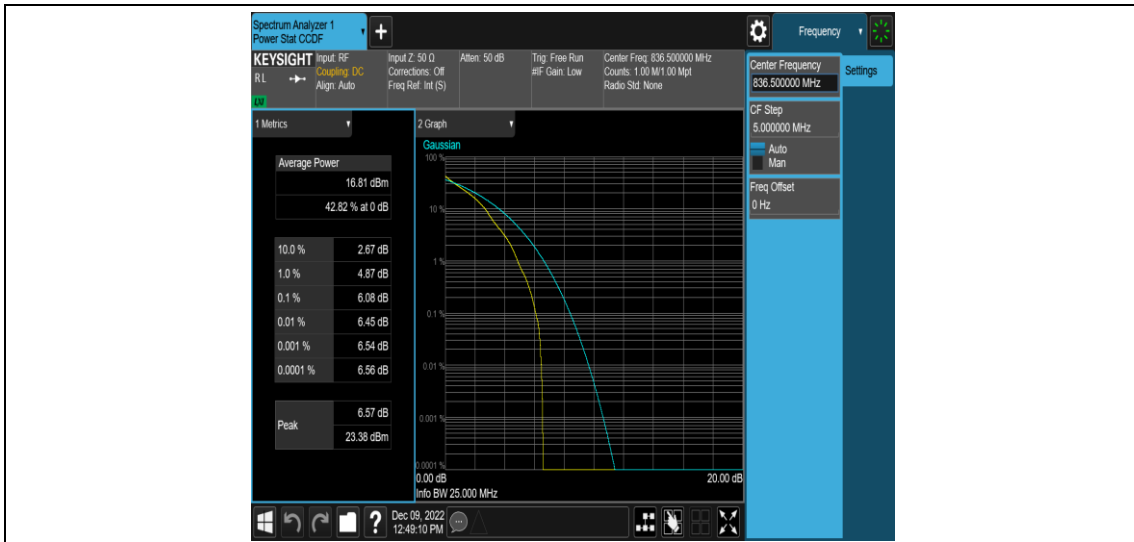 Spectrum Analyzer 1
Power Stat CCDF
+
Frequency
KEYSIGHT
RL
LXI
Input: RF
Coupling: DC
Align: Auto
Input Z: 50 Ω
Corrections: Off
Freq Ref: Int (S)
Atten: 50 dB
Trig: Free Run
#IF Gain: Low
Center Freq: 836.500000 MHz
Counts: 1.00 M/1.00 Mpt
Radio Std: None
Center Frequency
836.500000 MHz
Settings
CF Step
5.000000 MHz
Auto
Man
Freq Offset
0 Hz
1 Metrics
Average Power
16.81 dBm
42.82 % at 0 dB
10.0 % 2.67 dB
1.0 % 4.87 dB
0.1 % 6.08 dB
0.01 % 6.45 dB
0.001 % 6.54 dB
0.0001 % 6.56 dB
Peak
6.57 dB
23.38 dBm
2 Graph
Gaussian
100 %
10 %
1 %
0.1 %
0.01 %
0.001 %
0.0001 %
0.00 dB 20.00 dB
Info BW 25.000 MHz
?
Dec 09, 2022
12:49:10 PM